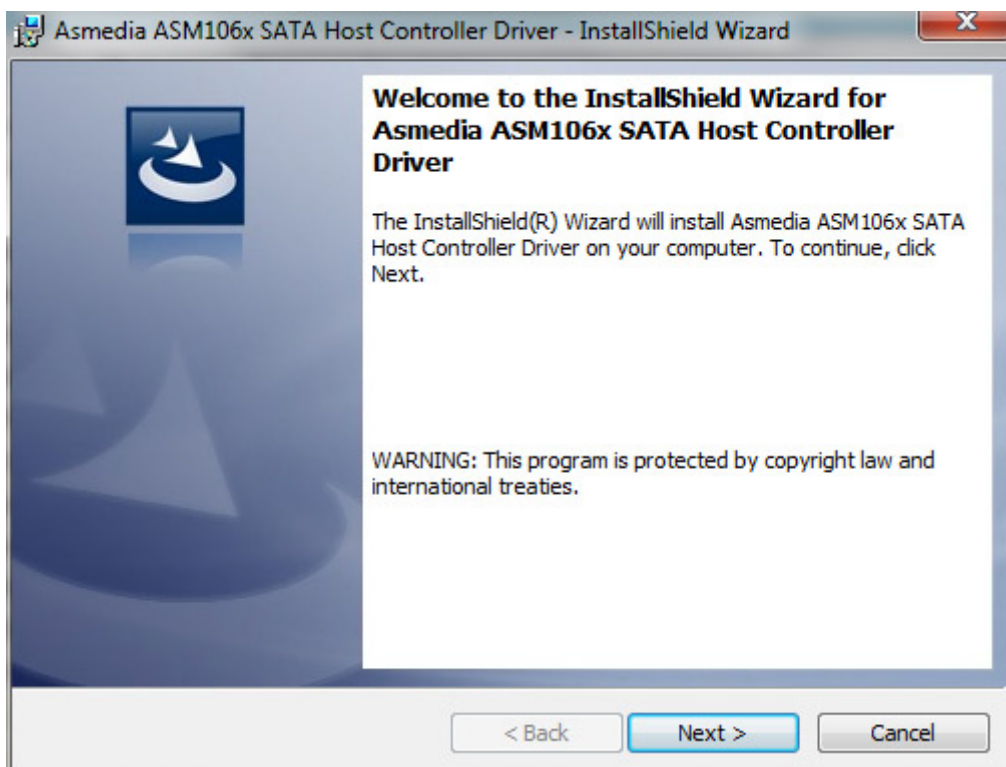 Asmedia ASM106x SATA Host Controller Driver - InstallShield Wizard
Welcome to the InstallShield Wizard for
Asmedia ASM106x SATA Host Controller
Driver
The InstallShield(R) Wizard will install Asmedia ASM106x SATA
Host Controller Driver on your computer. To continue, click
Next.
WARNING: This program is protected by copyright law and
international treaties.
< Back
Next >
Cancel